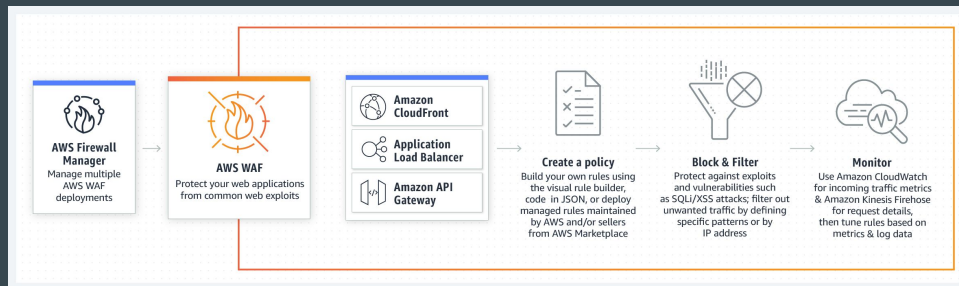 AWS Firewall
Manager
Manage multiple
AWS WAF
deployments
AWS WAF
Protect your web applications
from common web exploits
Amazon
CloudFront
Application
Load Balancer
Amazon API
Gateway
Create a policy
Build your own rules using
the visual rule builder,
code in JSON, or deploy
managed rules maintained
by AWS and/or sellers
from AWS Marketplace
Block & Filter
Protect against exploits
and vulnerabilities such
as SQLi/XSS attacks; filter out
unwanted traffic by defining
specific patterns or by
IP address
Monitor
Use Amazon CloudWatch
for incoming traffic metrics
& Amazon Kinesis Firehose
for request details,
then tune rules based on
metrics & log data